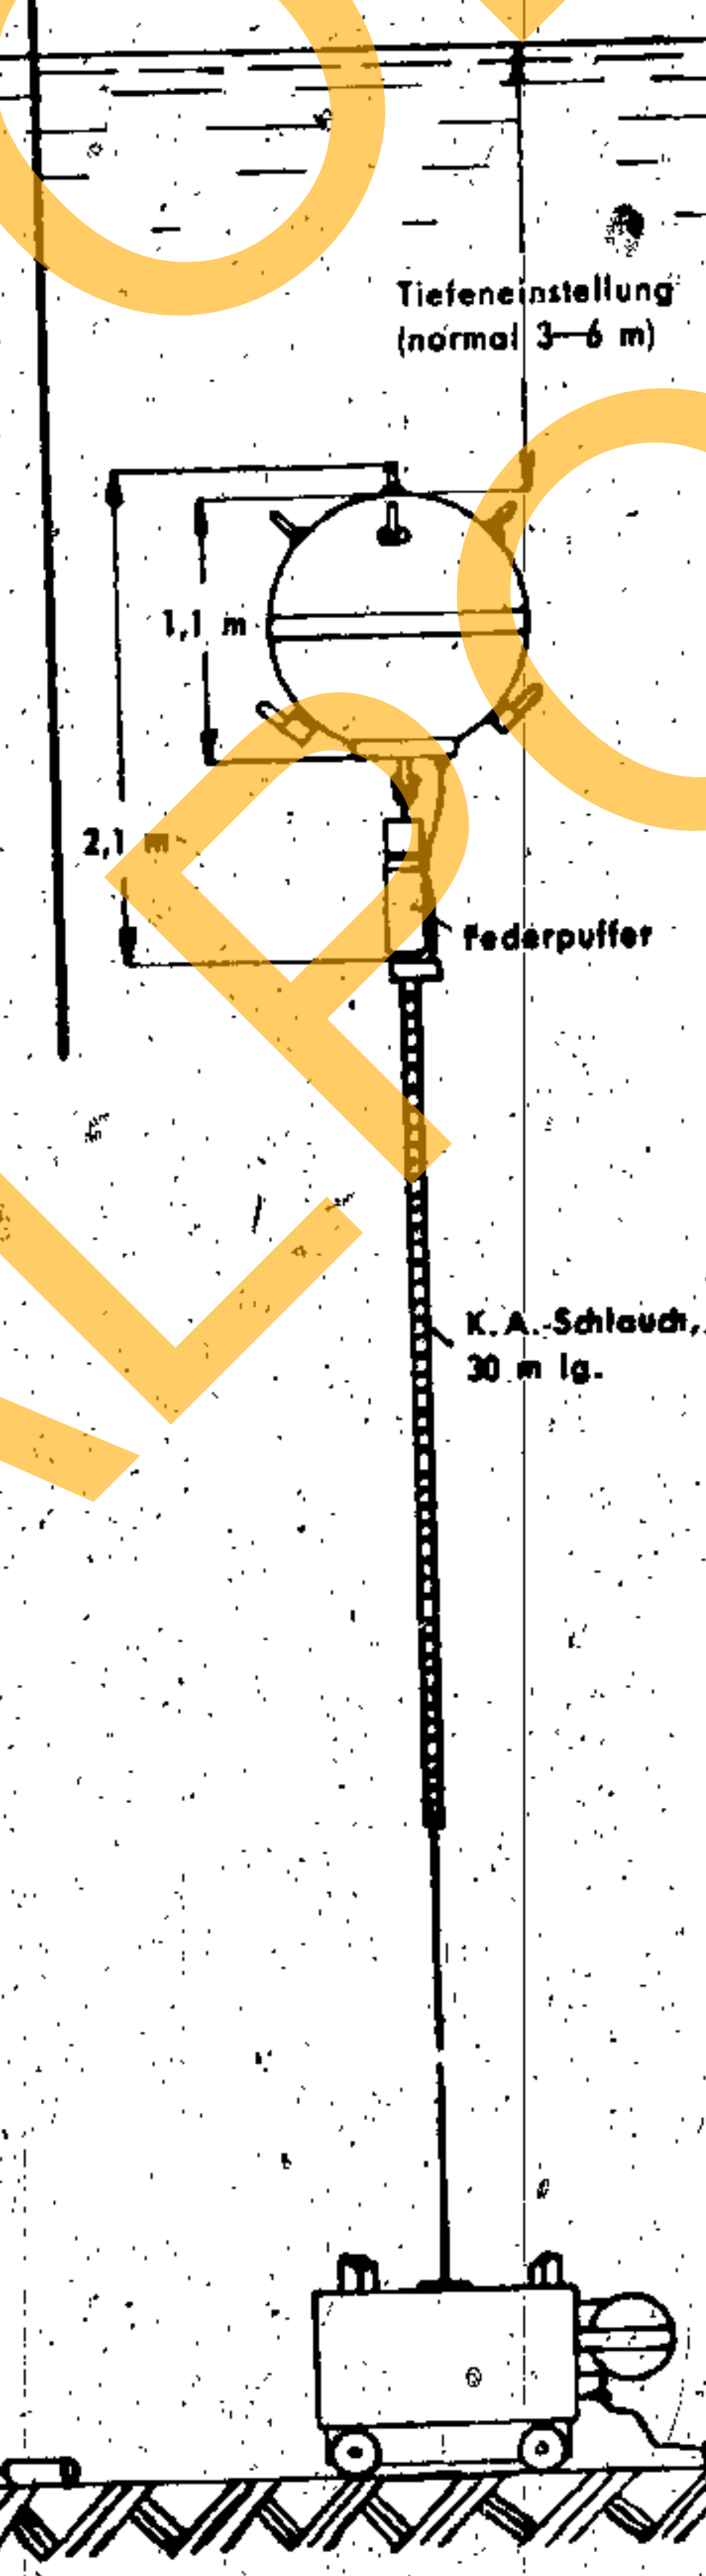 Tiefeneinstellung
(normal 3—6 m)
1,1 m
2,1 m
Federpuffer
K. A.-Schlauch,
30 m lg.